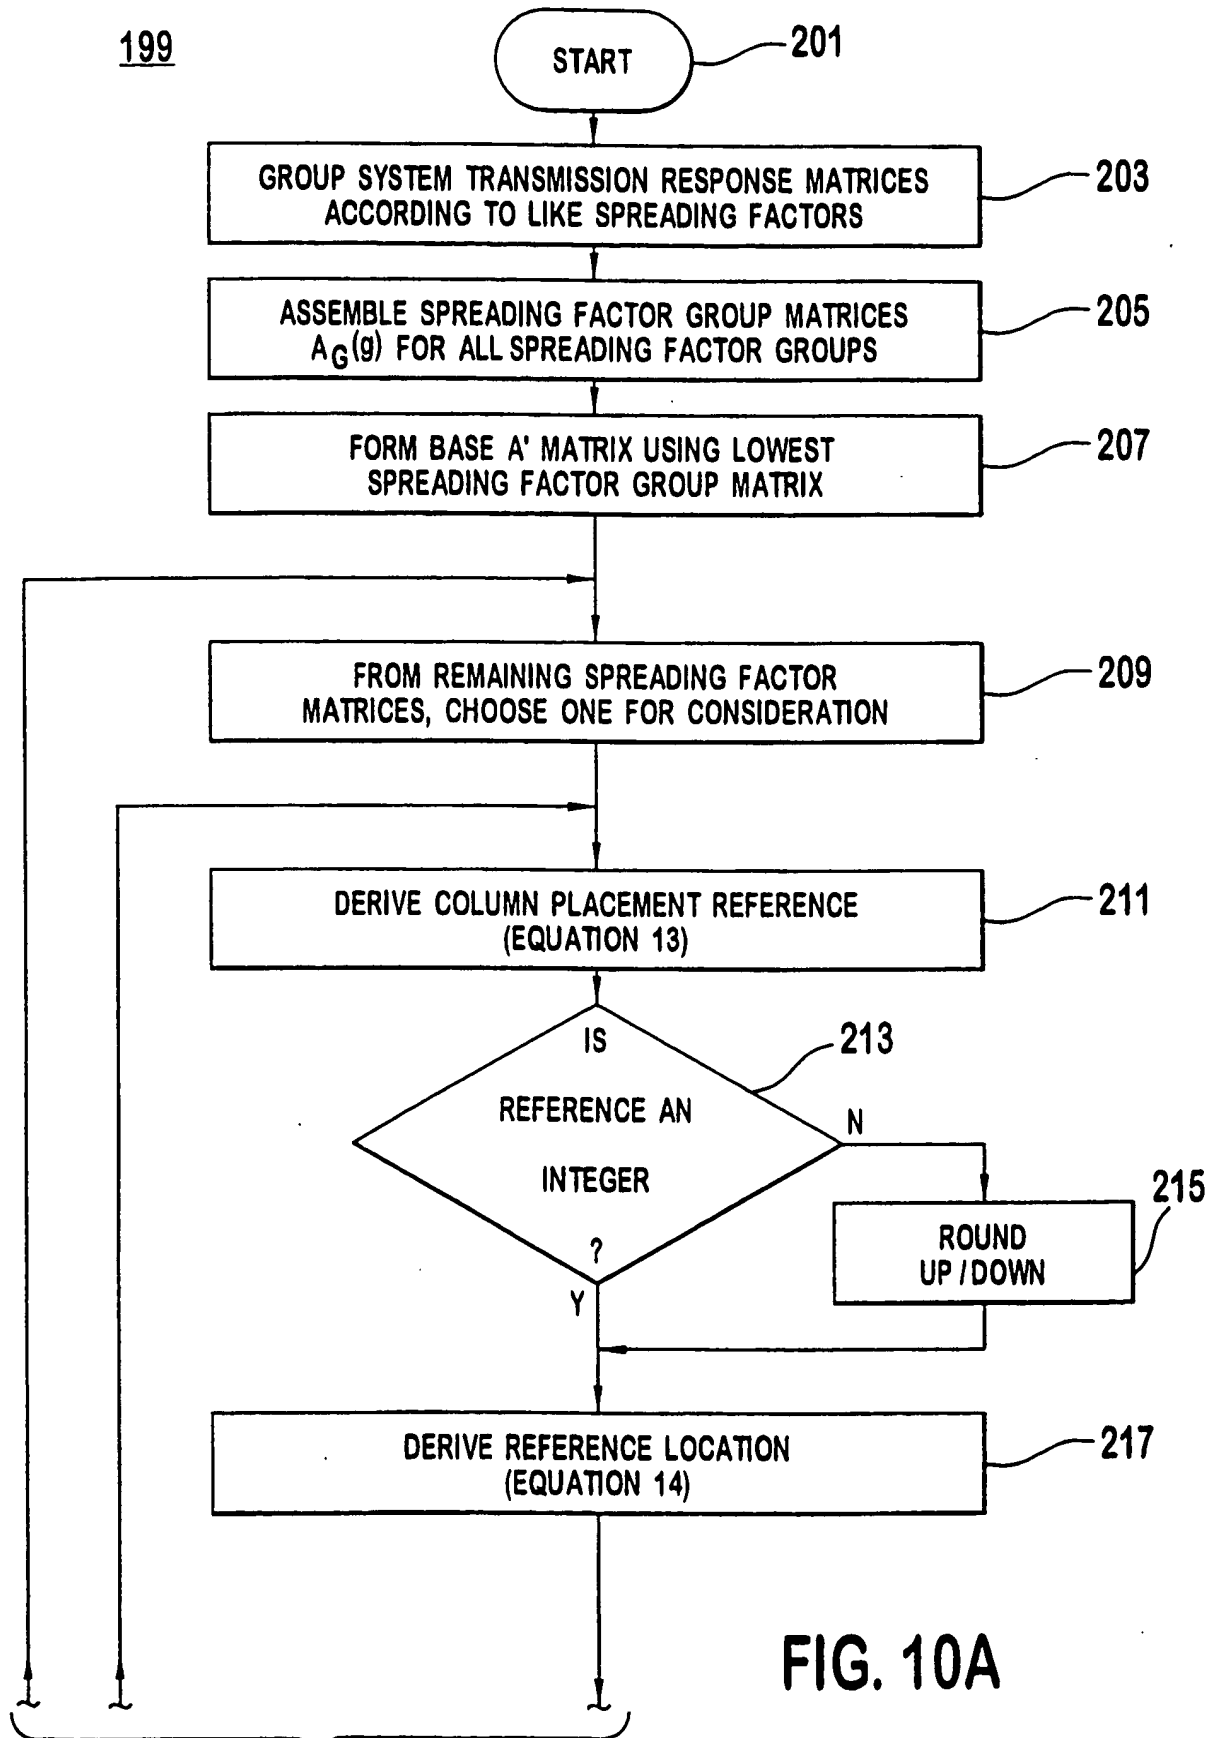 199
START
201
GROUP SYSTEM TRANSMISSION RESPONSE MATRICES
ACCORDING TO LIKE SPREADING FACTORS
203
ASSEMBLE SPREADING FACTOR GROUP MATRICES
A_G(g) FOR ALL SPREADING FACTOR GROUPS
205
FORM BASE A' MATRIX USING LOWEST
SPREADING FACTOR GROUP MATRIX
207
FROM REMAINING SPREADING FACTOR
MATRICES, CHOOSE ONE FOR CONSIDERATION
209
DERIVE COLUMN PLACEMENT REFERENCE
(EQUATION 13)
211
IS
REFERENCE AN
INTEGER
?
213
N
Y
ROUND
UP/DOWN
215
DERIVE REFERENCE LOCATION
(EQUATION 14)
217
FIG. 10A